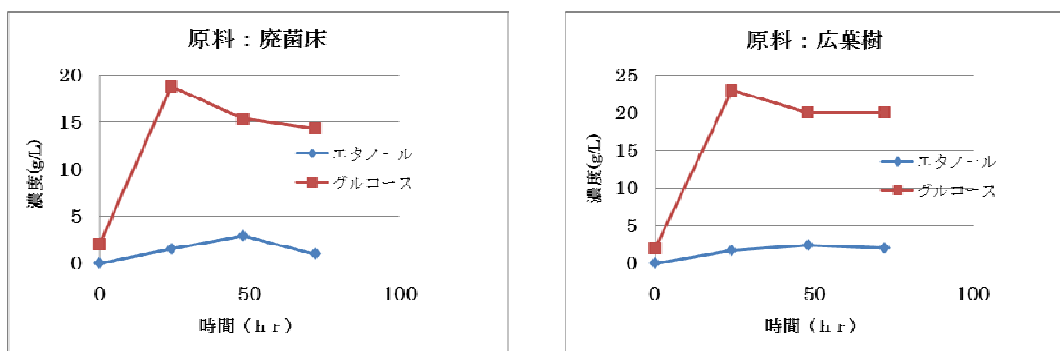 原料：廃菌床
20
15
10
5
0
濃度(g/L)
エタノール
グルコース
0 50 100
時間（ｈｒ）
原料：広葉樹
25
20
15
10
5
0
濃度(g/L)
エタノール
グルコース
0 50 100
時間（ｈｒ）